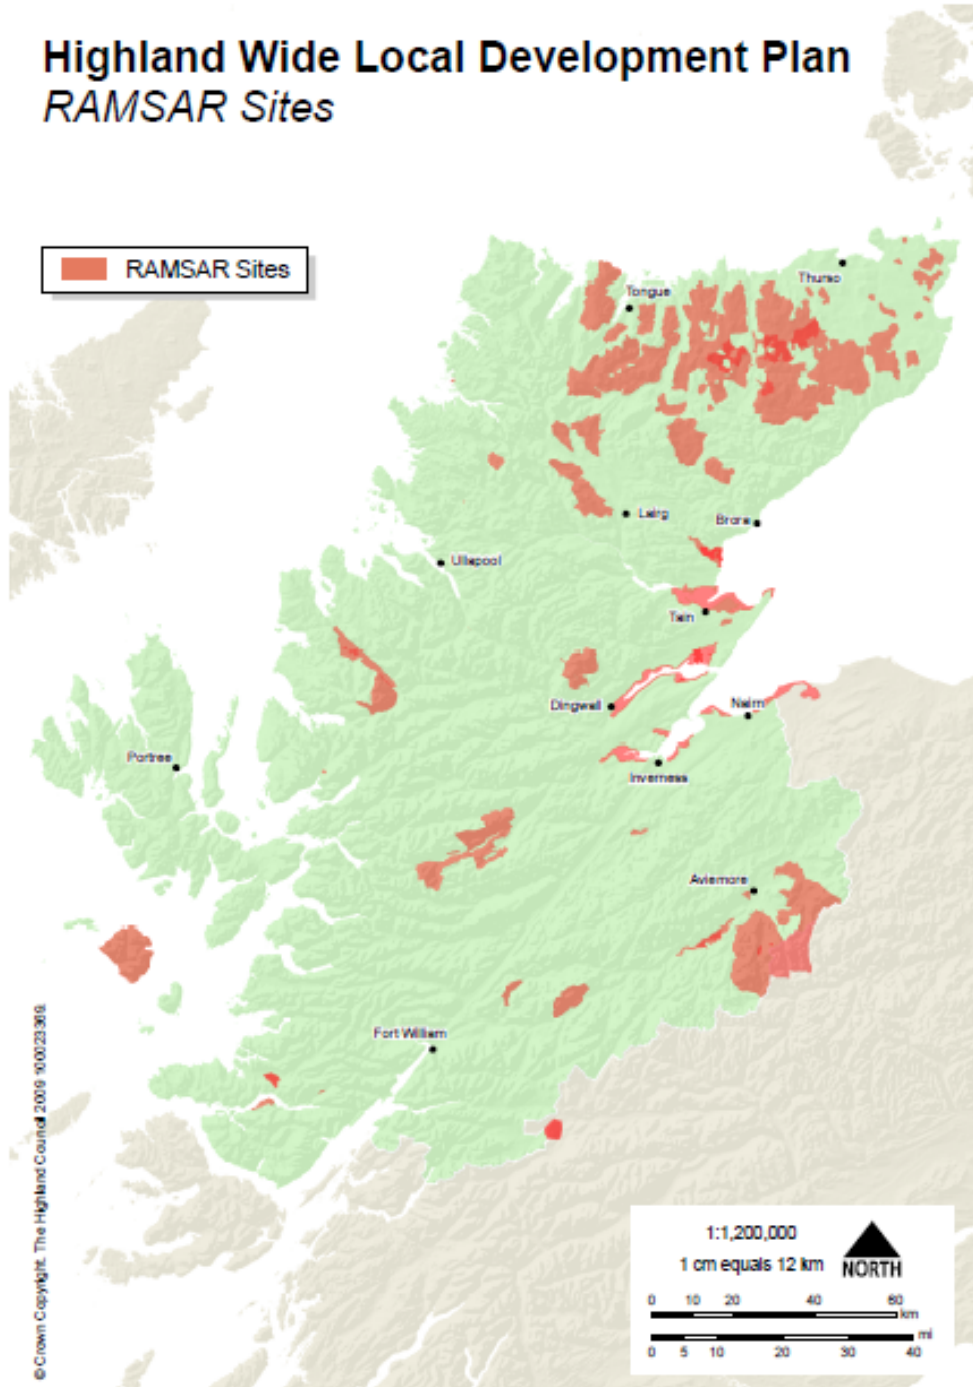 Highland Wide Local Development Plan
RAMSAR Sites
RAMSAR Sites
Thurso
Tongue
Lairg
Brora
Ullapool
Tain
Dingwall
Nairn
Portree
Inverness
Aviemore
Fort William
© Crown Copyright. The Highland Council 2009 100023369.
1:1,200,000
1 cm equals 12 km
NORTH
0 10 20 40 60
km
mi
0 5 10 20 30 40